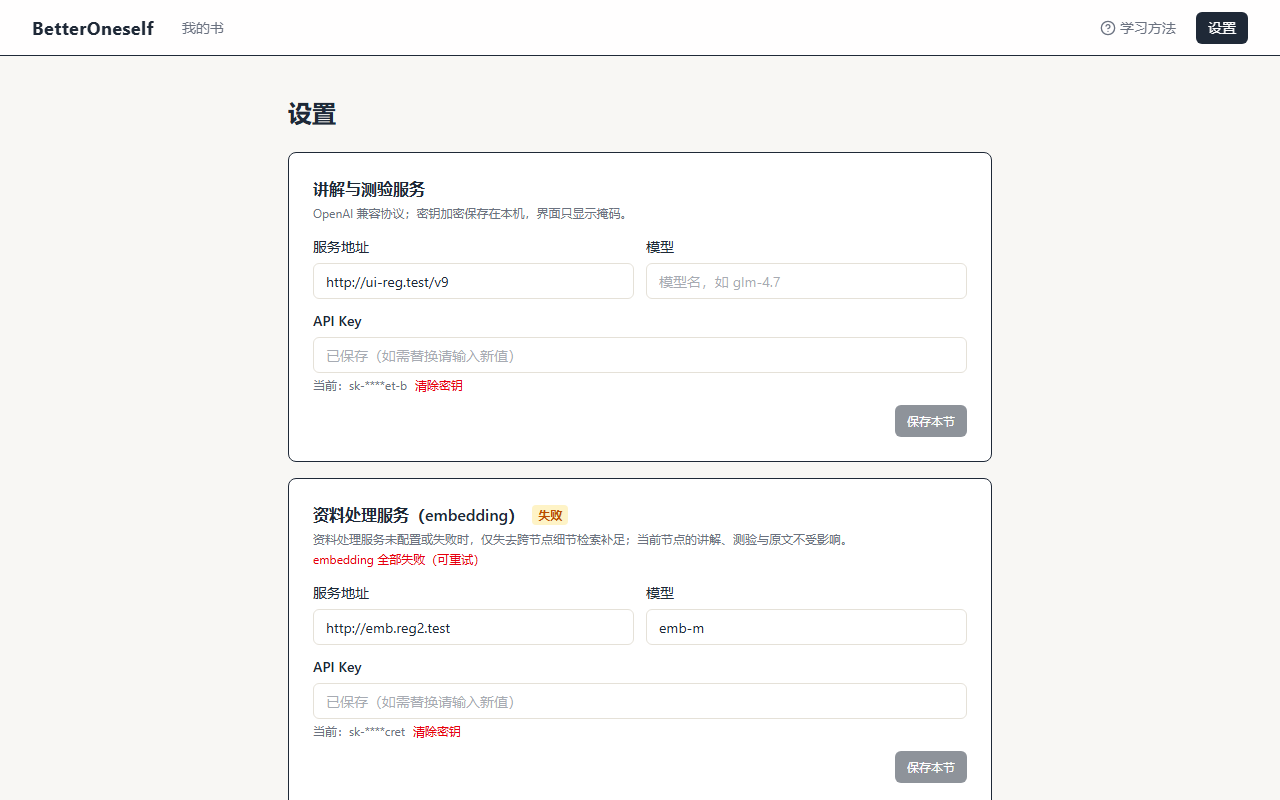 BetterOneself 我的书 学习方法 设置
设置
讲解与测验服务
OpenAI 兼容协议；密钥加密保存在本机，界面只显示掩码。
服务地址 模型
http://ui-reg.test/v9 模型名，如 glm-4.7
API Key
已保存（如需替换请输入新值）
当前：sk-****et-b 清除密钥
保存本节
资料处理服务（embedding） 失败
资料处理服务未配置或失败时，仅失去跨节点细节检索补足；当前节点的讲解、测验与原文不受影响。
embedding 全部失败（可重试）
服务地址 模型
http://emb.reg2.test emb-m
API Key
已保存（如需替换请输入新值）
当前：sk-****cret 清除密钥
保存本节